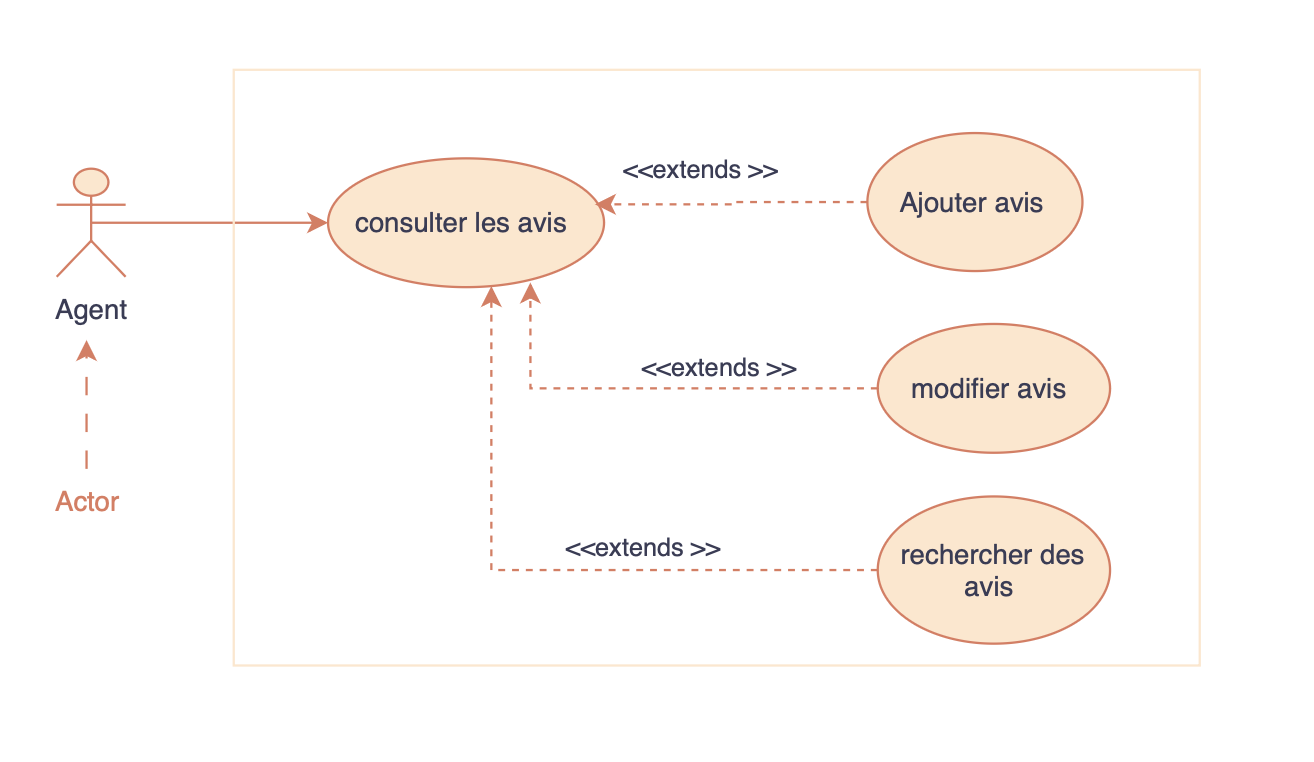 <<extends >>
Ajouter avis
consulter les avis
Agent
<<extends >>
modifier avis
Actor
<<extends >>
rechercher des
avis